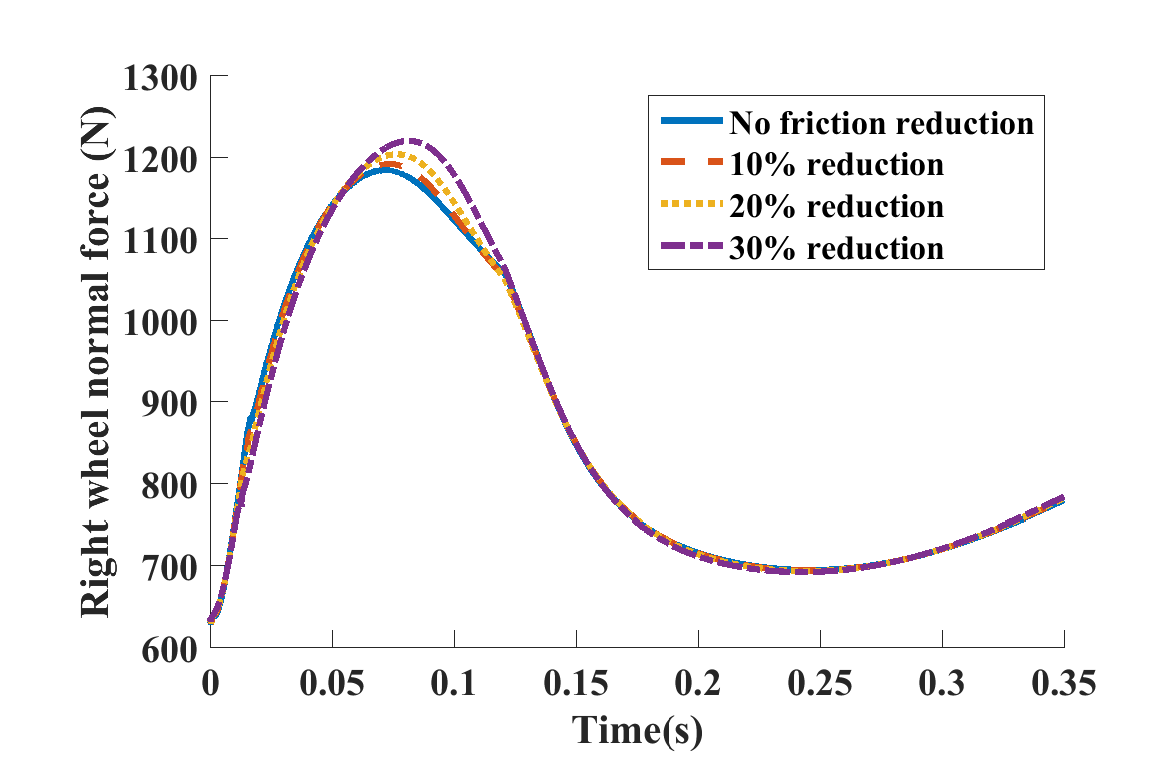 1300
1200
1100
1000
900
800
700
600
Right wheel normal force (N)
No friction reduction
10% reduction
20% reduction
30% reduction
0 0.05 0.1 0.15 0.2 0.25 0.3 0.35
Time(s)